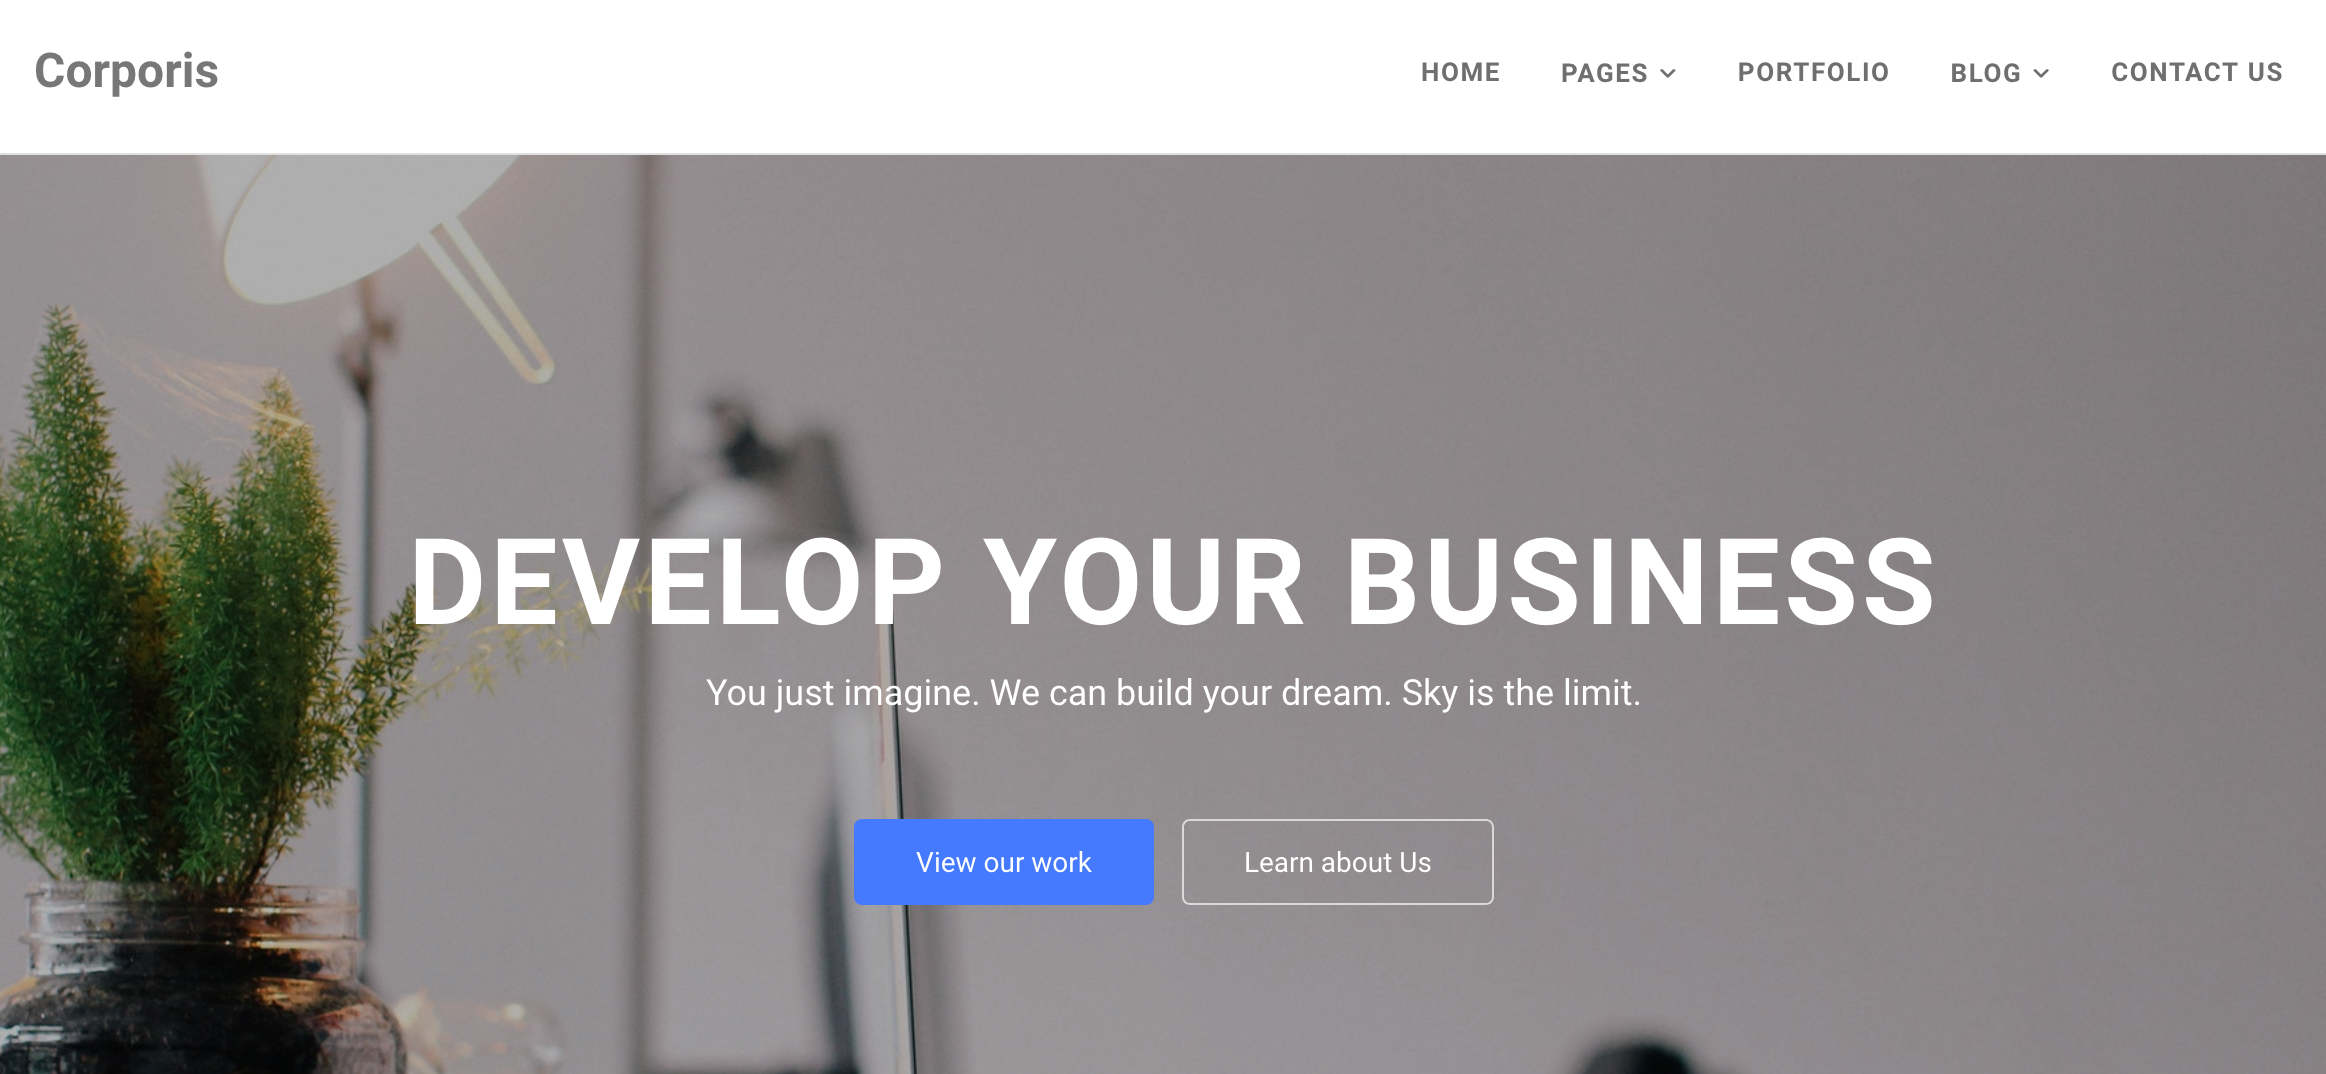 Corporis
HOME PAGES PORTFOLIO BLOG CONTACT US
DEVELOP YOUR BUSINESS
You just imagine. We can build your dream. Sky is the limit.
View our work Learn about Us